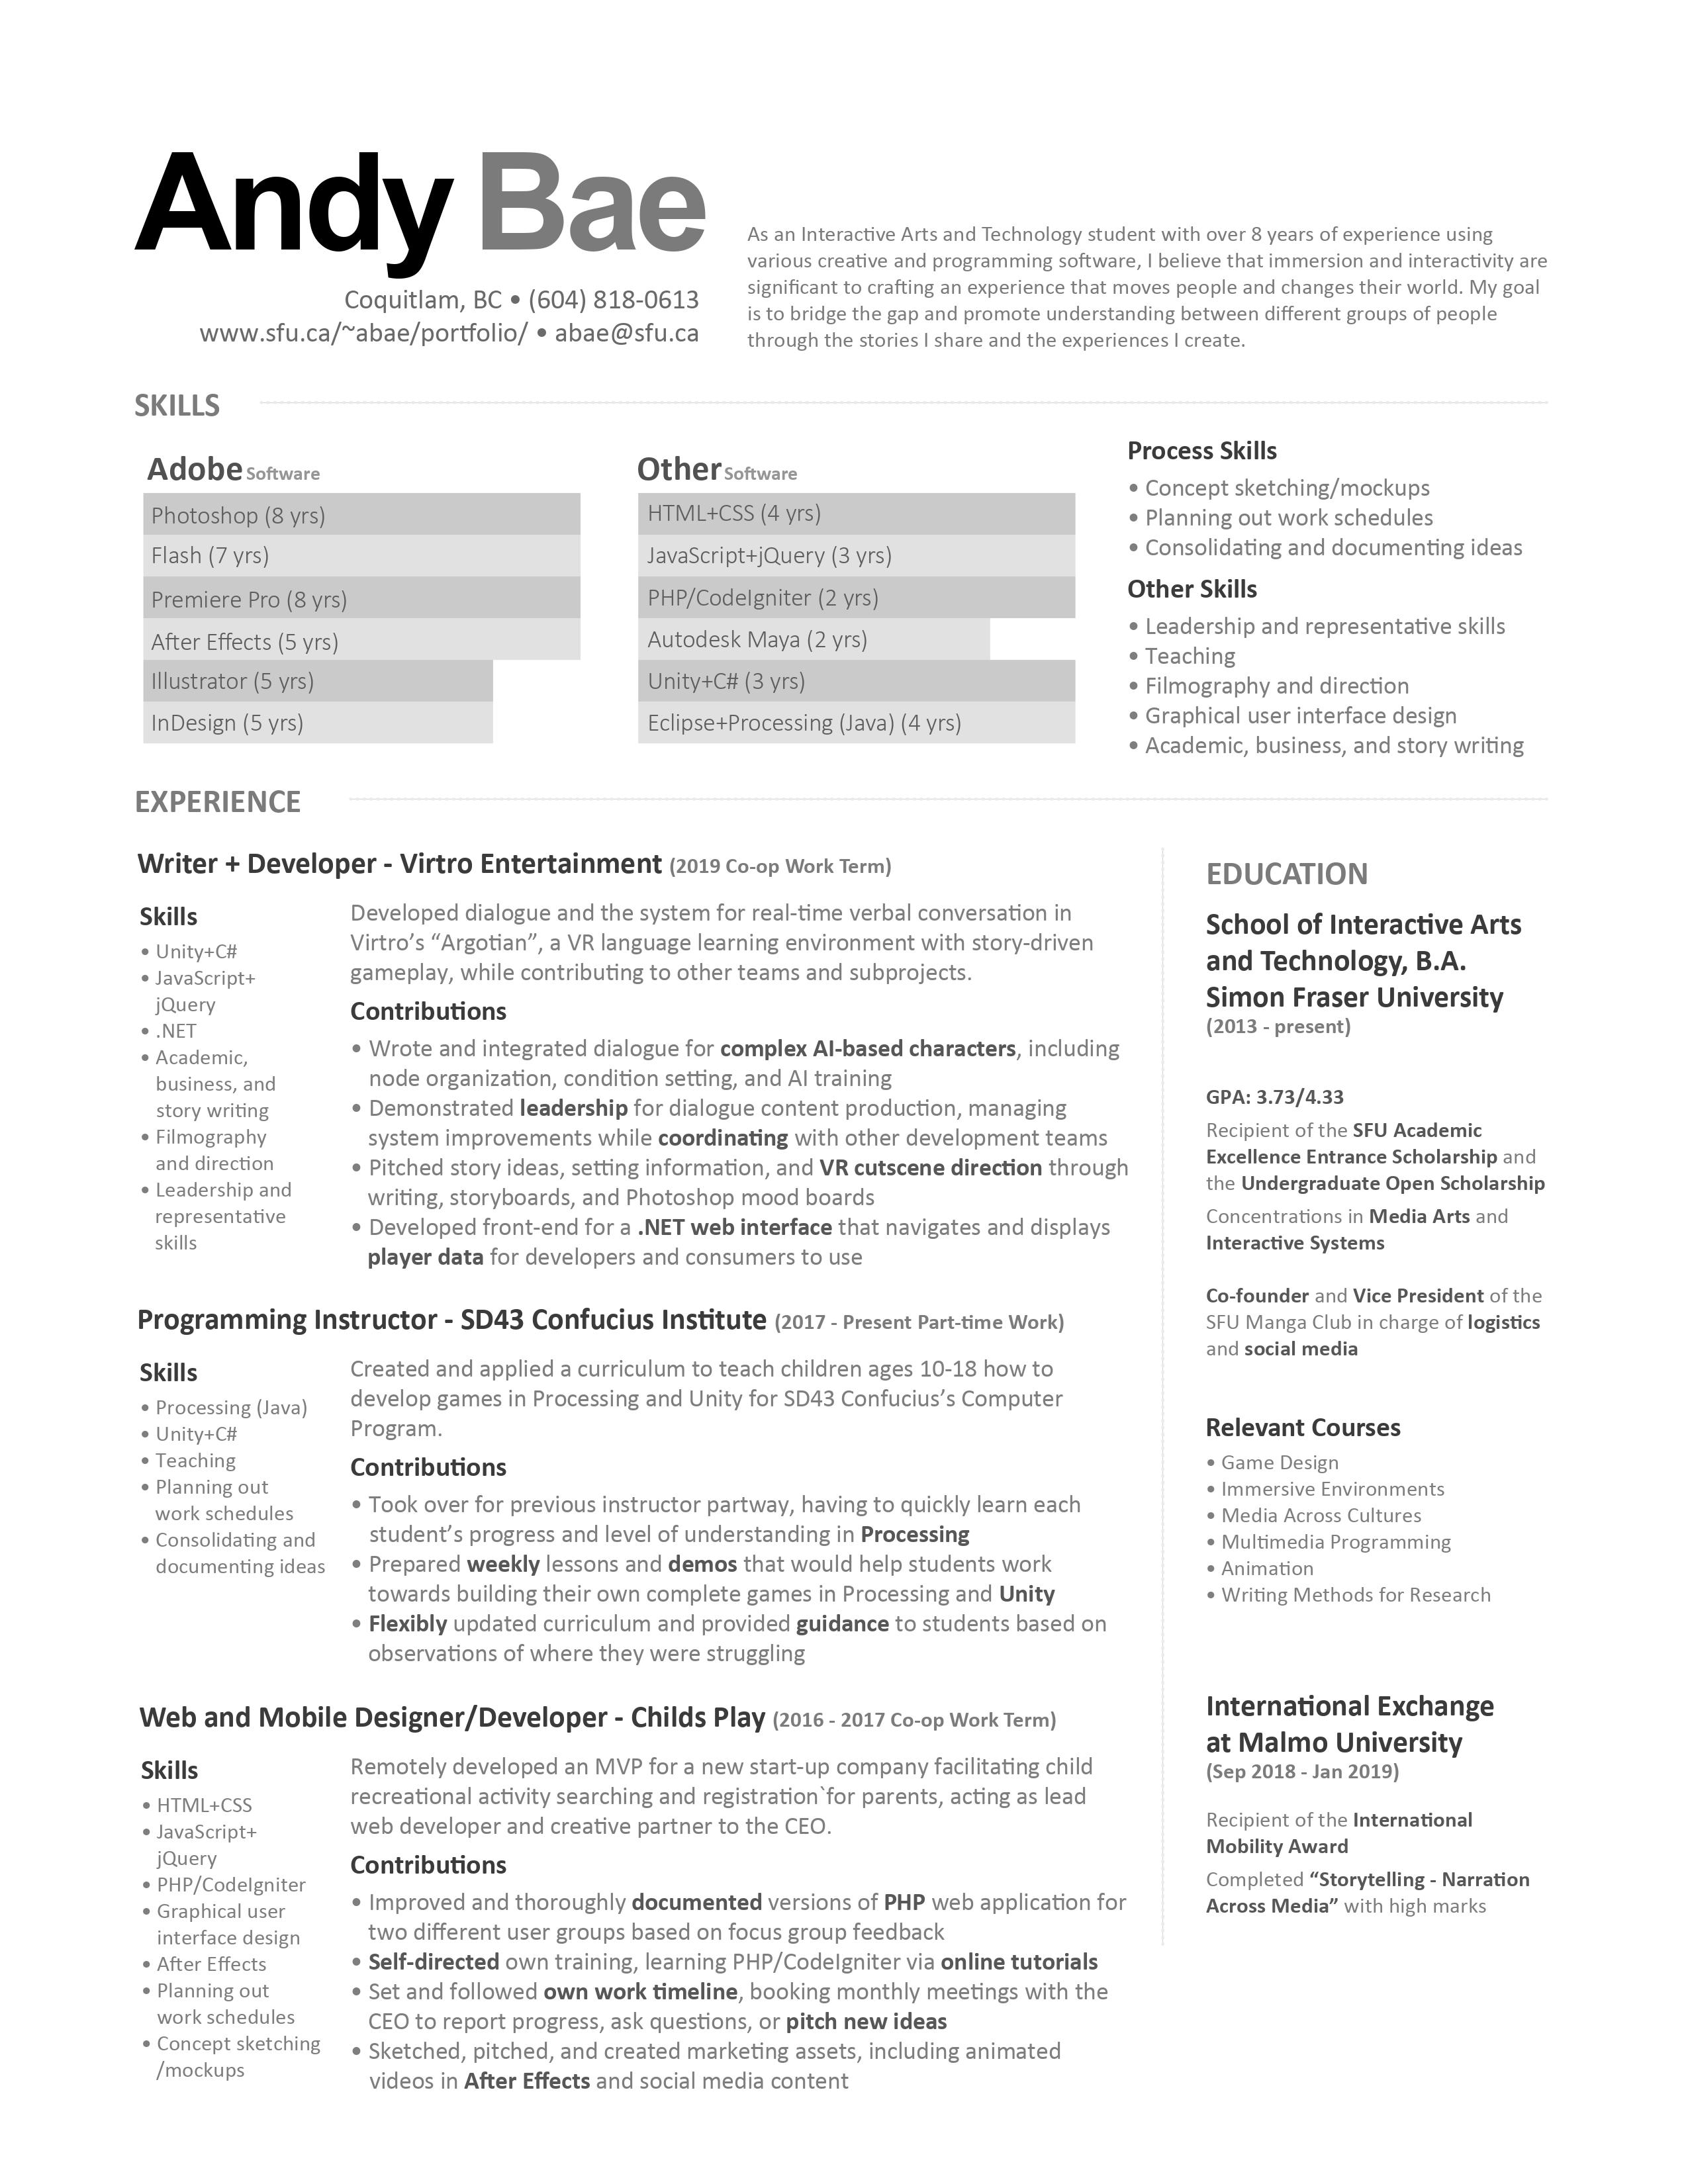 Andy Bae
Coquitlam, BC • (604) 818-0613
www.sfu.ca/~abae/portfolio/ • abae@sfu.ca
As an Interactive Arts and Technology student with over 8 years of experience using
various creative and programming software, I believe that immersion and interactivity are
significant to crafting an experience that moves people and changes their world. My goal
is to bridge the gap and promote understanding between different groups of people
through the stories I share and the experiences I create.
SKILLS
Adobe Software
Photoshop (8 yrs)
Flash (7 yrs)
Premiere Pro (8 yrs)
After Effects (5 yrs)
Illustrator (5 yrs)
InDesign (5 yrs)
Other Software
HTML+CSS (4 yrs)
JavaScript+jQuery (3 yrs)
PHP/CodeIgniter (2 yrs)
Autodesk Maya (2 yrs)
Unity+C# (3 yrs)
Eclipse+Processing (Java) (4 yrs)
Process Skills
• Concept sketching/mockups
• Planning out work schedules
• Consolidating and documenting ideas
Other Skills
• Leadership and representative skills
• Teaching
• Filmography and direction
• Graphical user interface design
• Academic, business, and story writing
EXPERIENCE
Writer + Developer - Virtro Entertainment (2019 Co-op Work Term)
Skills
• Unity+C#
• JavaScript+
jQuery
• .NET
• Academic,
business, and
story writing
• Filmography
and direction
• Leadership and
representative
skills
Developed dialogue and the system for real-time verbal conversation in
Virtro’s “Argotian”, a VR language learning environment with story-driven
gameplay, while contributing to other teams and subprojects.
Contributions
• Wrote and integrated dialogue for complex AI-based characters, including
node organization, condition setting, and AI training
• Demonstrated leadership for dialogue content production, managing
system improvements while coordinating with other development teams
• Pitched story ideas, setting information, and VR cutscene direction through
writing, storyboards, and Photoshop mood boards
• Developed front-end for a .NET web interface that navigates and displays
player data for developers and consumers to use
Programming Instructor - SD43 Confucius Institute (2017 - Present Part-time Work)
Skills
• Processing (Java)
• Unity+C#
• Teaching
• Planning out
work schedules
• Consolidating and
documenting ideas
Created and applied a curriculum to teach children ages 10-18 how to
develop games in Processing and Unity for SD43 Confucius’s Computer
Program.
Contributions
• Took over for previous instructor partway, having to quickly learn each
student’s progress and level of understanding in Processing
• Prepared weekly lessons and demos that would help students work
towards building their own complete games in Processing and Unity
• Flexibly updated curriculum and provided guidance to students based on
observations of where they were struggling
Web and Mobile Designer/Developer - Childs Play (2016 - 2017 Co-op Work Term)
Skills
• HTML+CSS
• JavaScript+
jQuery
• PHP/CodeIgniter
• Graphical user
interface design
• After Effects
• Planning out
work schedules
• Concept sketching
/mockups
Remotely developed an MVP for a new start-up company facilitating child
recreational activity searching and registration`for parents, acting as lead
web developer and creative partner to the CEO.
Contributions
• Improved and thoroughly documented versions of PHP web application for
two different user groups based on focus group feedback
• Self-directed own training, learning PHP/CodeIgniter via online tutorials
• Set and followed own work timeline, booking monthly meetings with the
CEO to report progress, ask questions, or pitch new ideas
• Sketched, pitched, and created marketing assets, including animated
videos in After Effects and social media content
EDUCATION
School of Interactive Arts
and Technology, B.A.
Simon Fraser University
(2013 - present)
GPA: 3.73/4.33
Recipient of the SFU Academic
Excellence Entrance Scholarship and
the Undergraduate Open Scholarship
Concentrations in Media Arts and
Interactive Systems
Co-founder and Vice President of the
SFU Manga Club in charge of logistics
and social media
Relevant Courses
• Game Design
• Immersive Environments
• Media Across Cultures
• Multimedia Programming
• Animation
• Writing Methods for Research
International Exchange
at Malmo University
(Sep 2018 - Jan 2019)
Recipient of the International
Mobility Award
Completed “Storytelling - Narration
Across Media” with high marks